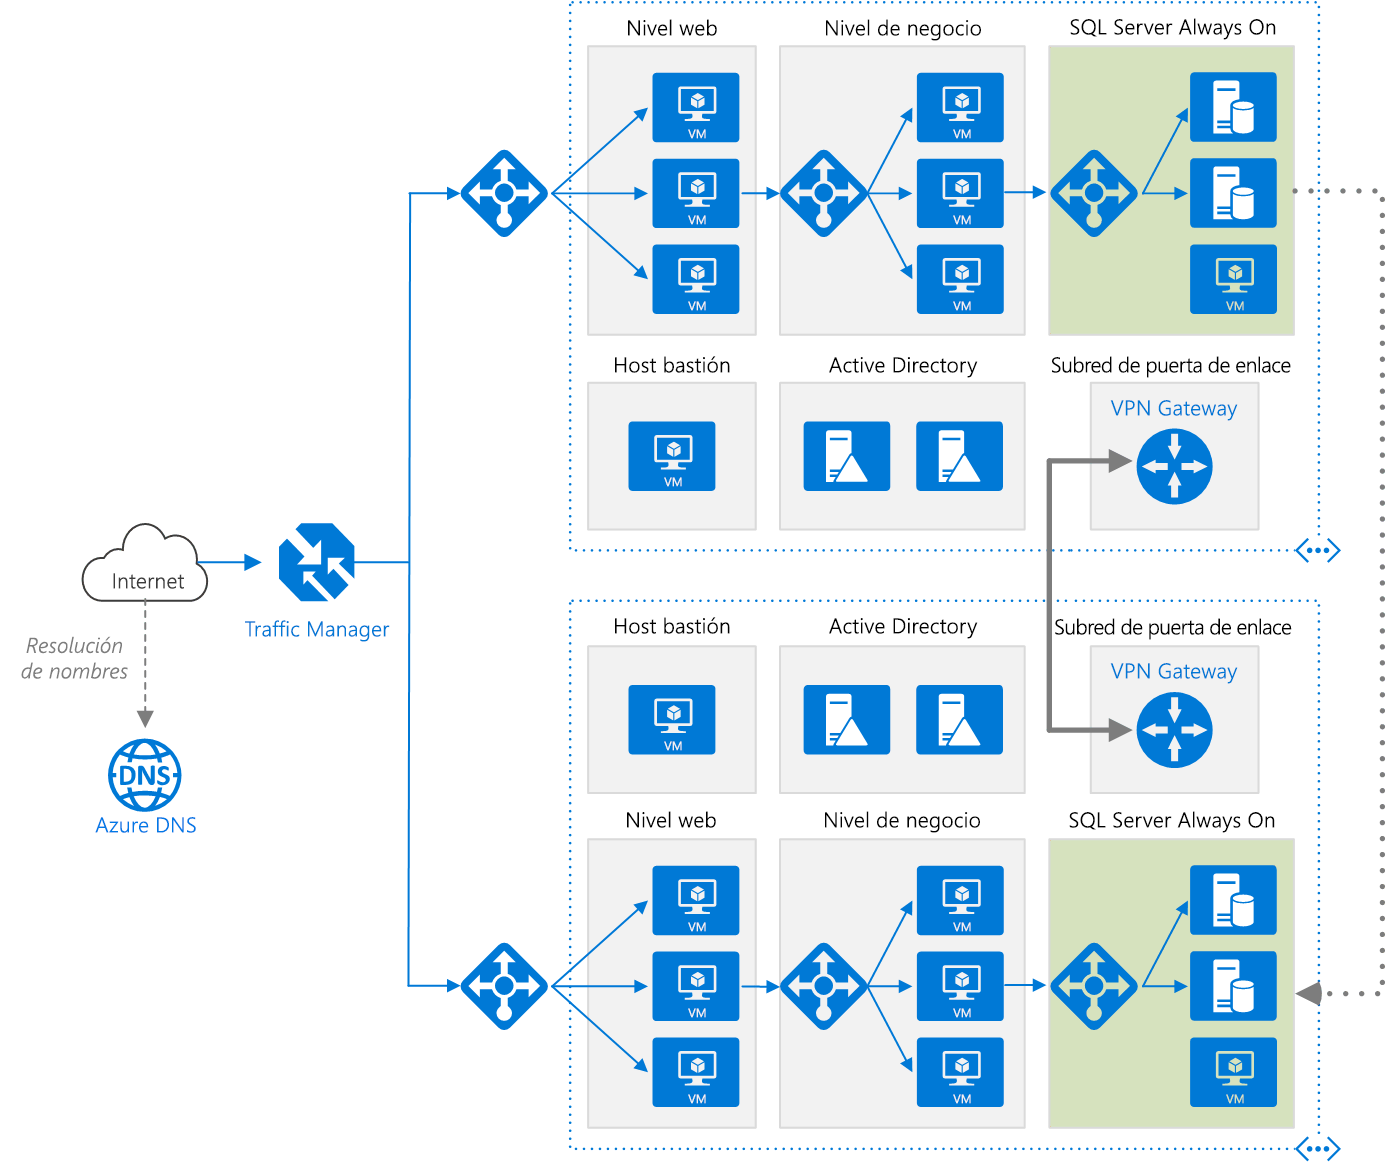 Nivel web
Nivel de negocio
SQL Server Always On
VM
VM
VM
VM
VM
VM
VM
Host bastión
Active Directory
Subred de puerta de enlace
VPN Gateway
VM
Internet
Traffic Manager
Resolución
de nombres
DNS
Azure DNS
Host bastión
Active Directory
Subred de puerta de enlace
VPN Gateway
VM
Nivel web
Nivel de negocio
SQL Server Always On
VM
VM
VM
VM
VM
VM
VM